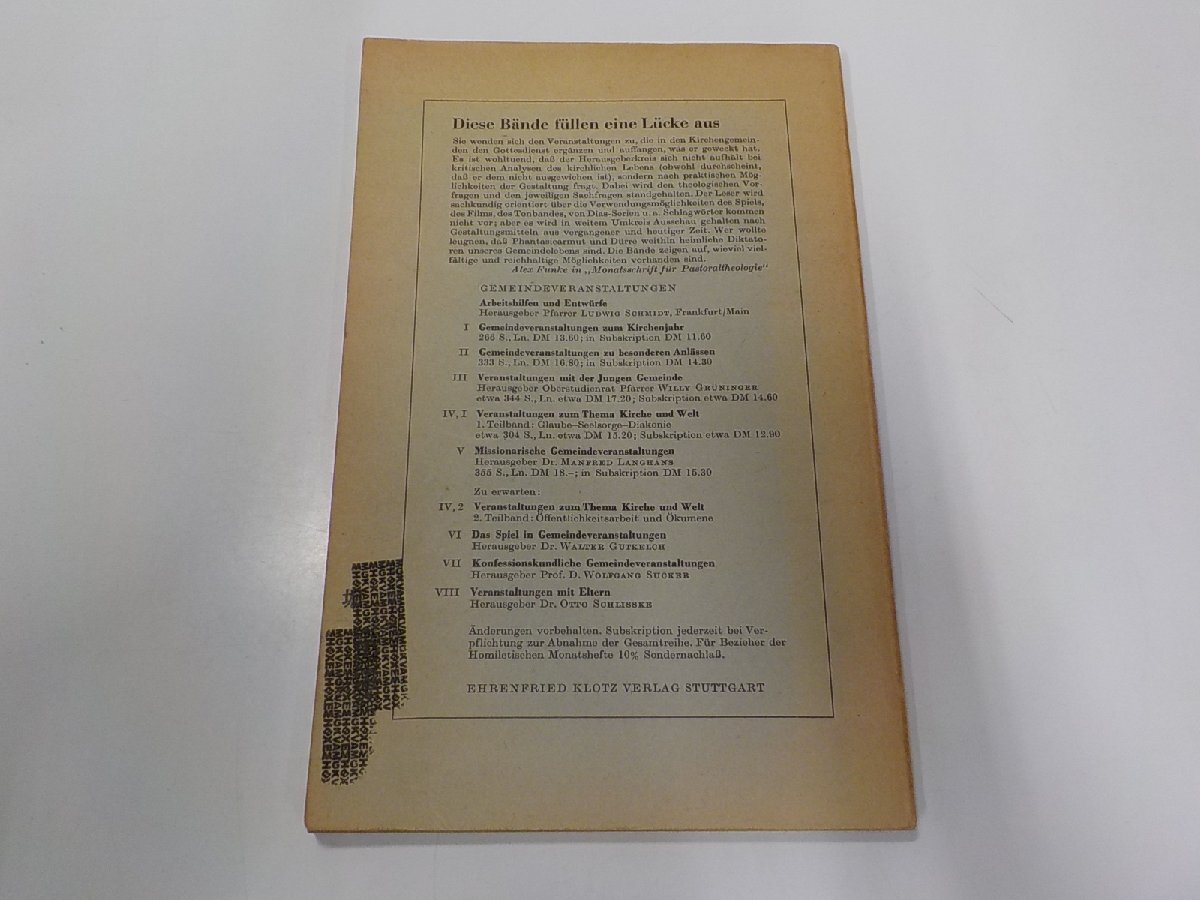 Diese Bände füllen eine Lücke aus
Sie wenden sich den Veranstaltungen zu, die in den Kirchengemein-
den den Gottesdienst ergänzen und auffangen, was er geweckt hat.
Es ist wohltuend, daß der Herausgeberkreis sich nicht aufhält bei
kritischen Analysen des kirchlichen Lebens (obwohl durchscheint,
daß er dem nicht ausgewichen ist), sondern nach praktischen Mög-
lichkeiten der Gestaltung fragt. Dabei wird den theologischen Vor-
fragen und den jeweiligen Sachfragen standgehalten. Der Leser wird
sachkundig orientiert über die Verwendungsmöglichkeiten des Spiels,
des Films, des Tonbandes, von Dias-Serien u. a. Schlagwörter kommen
nicht vor; aber es wird in weitem Umkreis Ausschau gehalten nach
Gestaltungsmitteln aus vergangener und heutiger Zeit. Wer wollte
leugnen, daß Phantasiearmut und Dürre weithin heimliche Diktato-
ren unseres Gemeindelebens sind. Die Bände zeigen auf, wieviel viel-
fältige und reichhaltige Möglichkeiten vorhanden sind.
Alex Funke in „Monatsschrift für Pastoraltheologie“
GEMEINDEVERANSTALTUNGEN
Arbeitshilfen und Entwürfe
Herausgeber Pfarrer LUDWIG SCHMIDT, Frankfurt/Main
I Gemeindeveranstaltungen zum Kirchenjahr
266 S., Ln. DM 13.60; in Subskription DM 11.60
II Gemeindeveranstaltungen zu besonderen Anlässen
333 S., Ln. DM 16.80; in Subskription DM 14.30
III Veranstaltungen mit der Jungen Gemeinde
Herausgeber Oberstudienrat Pfarrer WILLY GRÜNINGER
etwa 344 S., Ln. etwa DM 17.20; Subskription etwa DM 14.60
IV, 1 Veranstaltungen zum Thema Kirche und Welt
1. Teilband: Glaube–Seelsorge–Diakonie
etwa 304 S., Ln. etwa DM 15.20; Subskription etwa DM 12.90
V Missionarische Gemeindeveranstaltungen
Herausgeber Dr. MANFRED LANGHANS
355 S., Ln. DM 18.–; in Subskription DM 15.30
Zu erwarten:
IV, 2 Veranstaltungen zum Thema Kirche und Welt
2. Teilband: Öffentlichkeitsarbeit und Ökumene
VI Das Spiel in Gemeindeveranstaltungen
Herausgeber Dr. WALTER GUTKELCH
VII Konfessionskundliche Gemeindeveranstaltungen
Herausgeber Prof. D. WOLFGANG SUCKER
VIII Veranstaltungen mit Eltern
Herausgeber Dr. OTTO SCHLISSKE
Änderungen vorbehalten. Subskription jederzeit bei Ver-
pflichtung zur Abnahme der Gesamtreihe. Für Bezieher der
Homiletischen Monatshefte 10% Sondernachlaß.
EHRENFRIED KLOTZ VERLAG STUTTGART